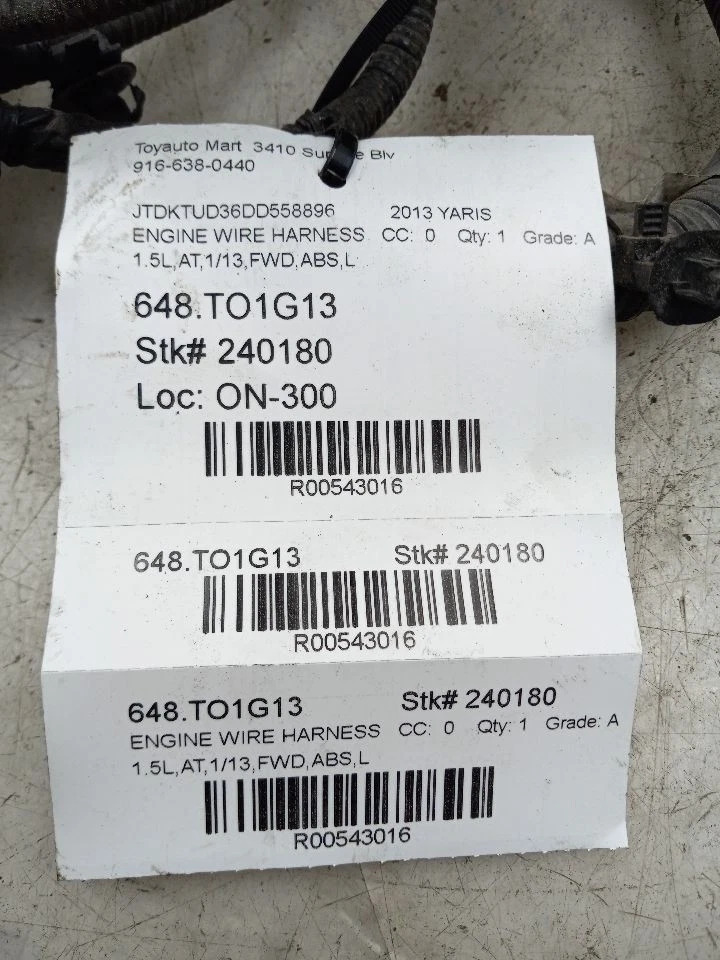 Toyauto Mart 3410 Blv
916-638-0440
JTDKTUD36DD558896 2013 YARIS
ENGINE WIRE HARNESS CC: 0 Qty: 1 Grade: A
1.5L,AT,1/13,FWD,ABS,L
648.TO1G13
Stk# 240180
Loc: ON-300
R00543016
648.TO1G13 Stk# 240180
R00543016
648.TO1G13 Stk# 240180
ENGINE WIRE HARNESS CC: 0 Qty: 1 Grade: A
1.5L,AT,1/13,FWD,ABS,L
R00543016